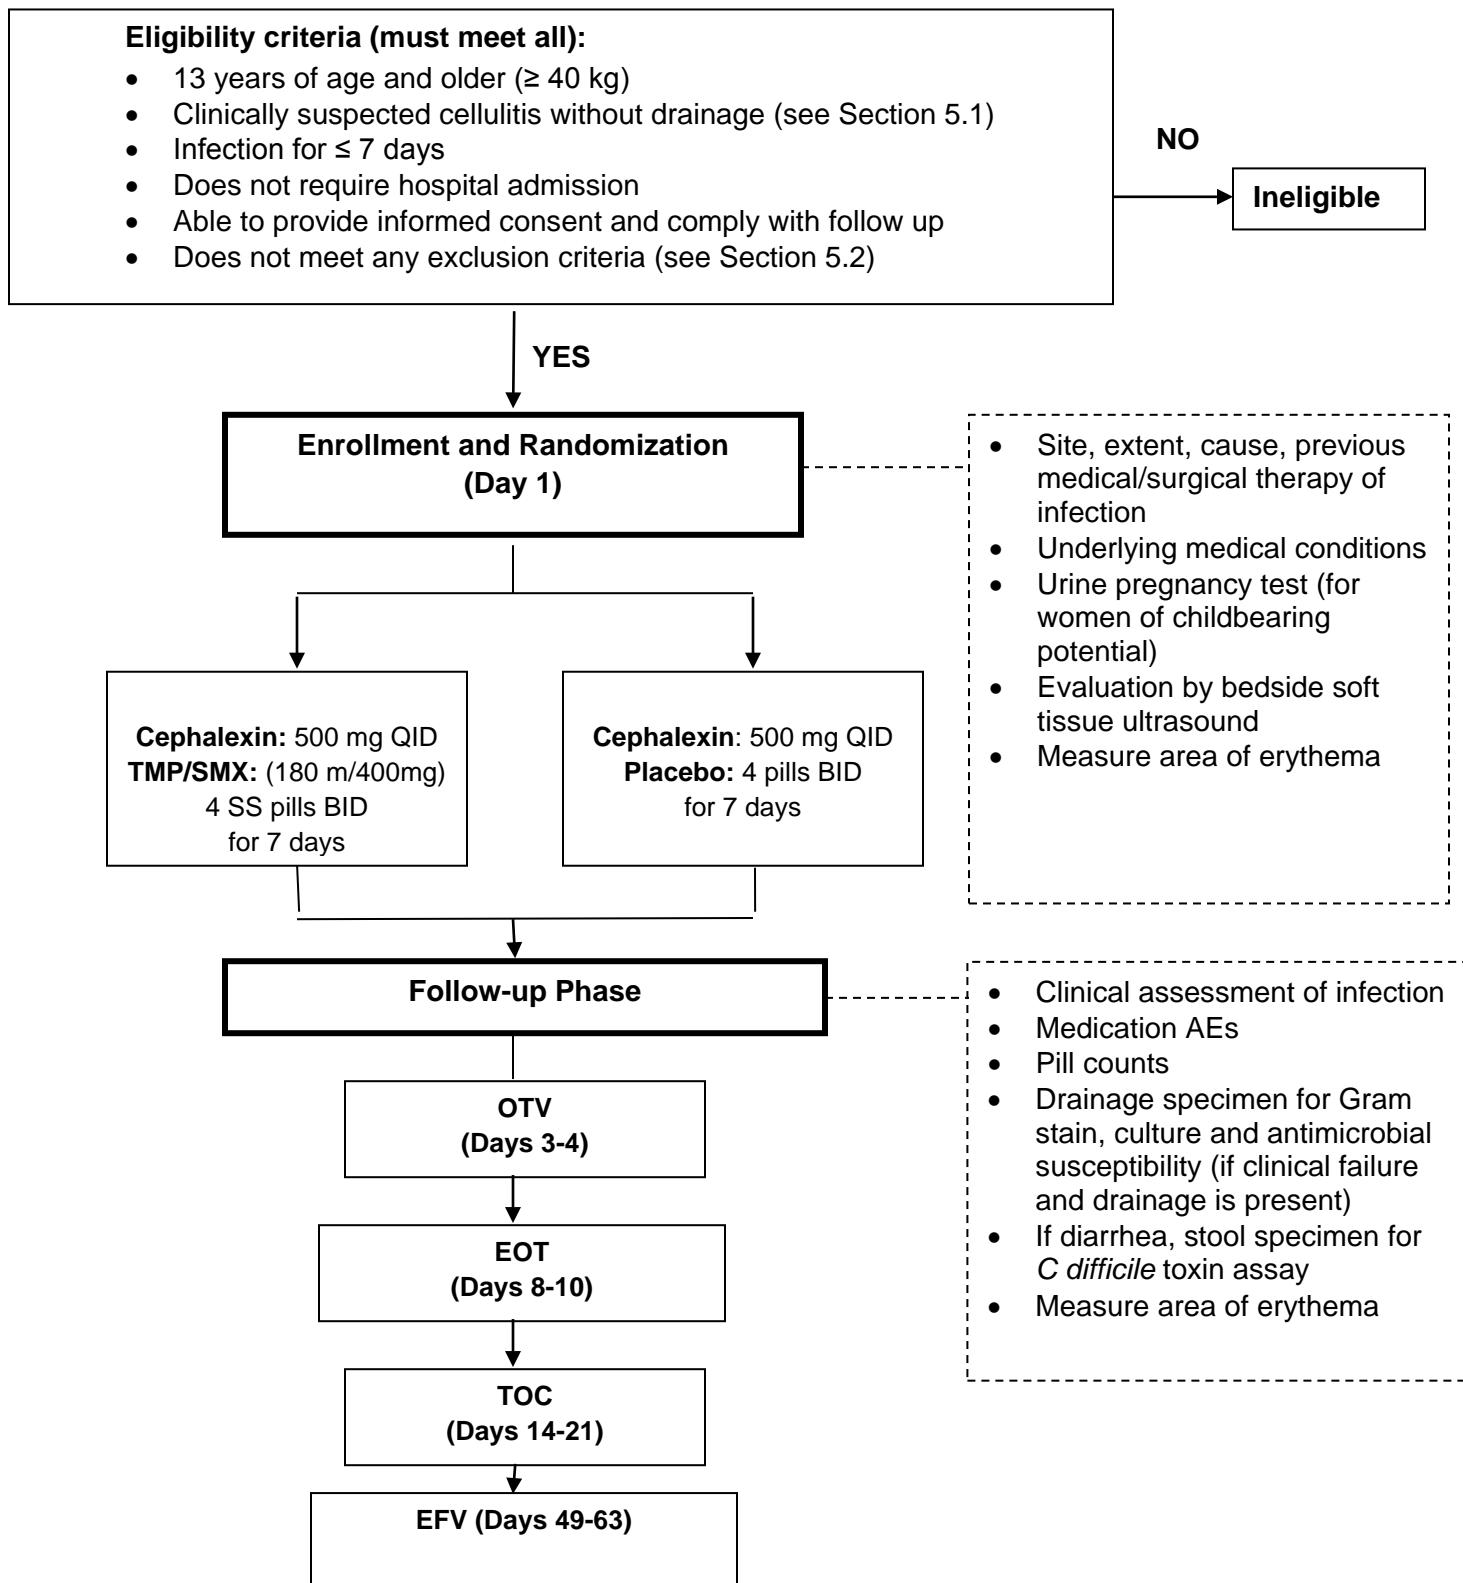 Eligibility criteria (must meet all):
• 13 years of age and older (≥ 40 kg)
• Clinically suspected cellulitis without drainage (see Section 5.1)
• Infection for ≤ 7 days
• Does not require hospital admission
• Able to provide informed consent and comply with follow up
• Does not meet any exclusion criteria (see Section 5.2)
NO
Ineligible
YES
Enrollment and Randomization
(Day 1)
• Site, extent, cause, previous
medical/surgical therapy of
infection
• Underlying medical conditions
• Urine pregnancy test (for
women of childbearing
potential)
• Evaluation by bedside soft
tissue ultrasound
• Measure area of erythema
Cephalexin: 500 mg QID
TMP/SMX: (180 m/400mg)
4 SS pills BID
for 7 days
Cephalexin: 500 mg QID
Placebo: 4 pills BID
for 7 days
Follow-up Phase
• Clinical assessment of infection
• Medication AEs
• Pill counts
• Drainage specimen for Gram
stain, culture and antimicrobial
susceptibility (if clinical failure
and drainage is present)
• If diarrhea, stool specimen for
C difficile toxin assay
• Measure area of erythema
OTV
(Days 3-4)
EOT
(Days 8-10)
TOC
(Days 14-21)
EFV (Days 49-63)